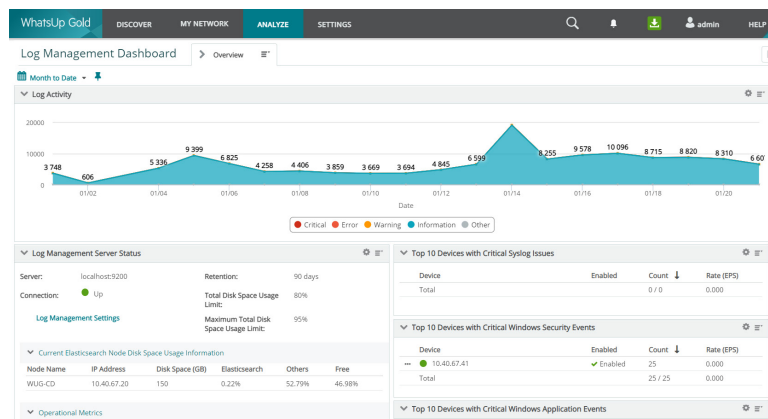 WhatsUp Gold DISCOVER MY NETWORK ANALYZE SETTINGS admin HELP
Log Management Dashboard Overview
Month to Date
Log Activity
20000
10000
0
3 748 606 5 336 9 399 6 825 4 258 4 406 3 859 3 669 3 694 4 845 6 599 8 255 9 578 10 096 8 715 8 820 8 310 6 60
01/02 01/04 01/06 01/08 01/10 01/12 01/14 01/16 01/18 01/20
Date
Critical Error Warning Information Other
Log Management Server Status
Server: localhost:9200 Retention: 90 days
Connection: Up Total Disk Space Usage Limit: 80%
Log Management Settings Maximum Total Disk Space Usage Limit: 95%
Current Elasticsearch Node Disk Space Usage Information
Node Name IP Address Disk Space (GB) Elasticsearch Others Free
WUG-CD 10.40.67.20 150 0.22% 52.79% 46.98%
Operational Metrics
Top 10 Devices with Critical Syslog Issues
Device Enabled Count Rate (EPS)
Total 0 / 0 0.000
Top 10 Devices with Critical Windows Security Events
Device Enabled Count Rate (EPS)
10.40.67.41 Enabled 25 0.000
Total 25 / 25 0.000
Top 10 Devices with Critical Windows Application Events